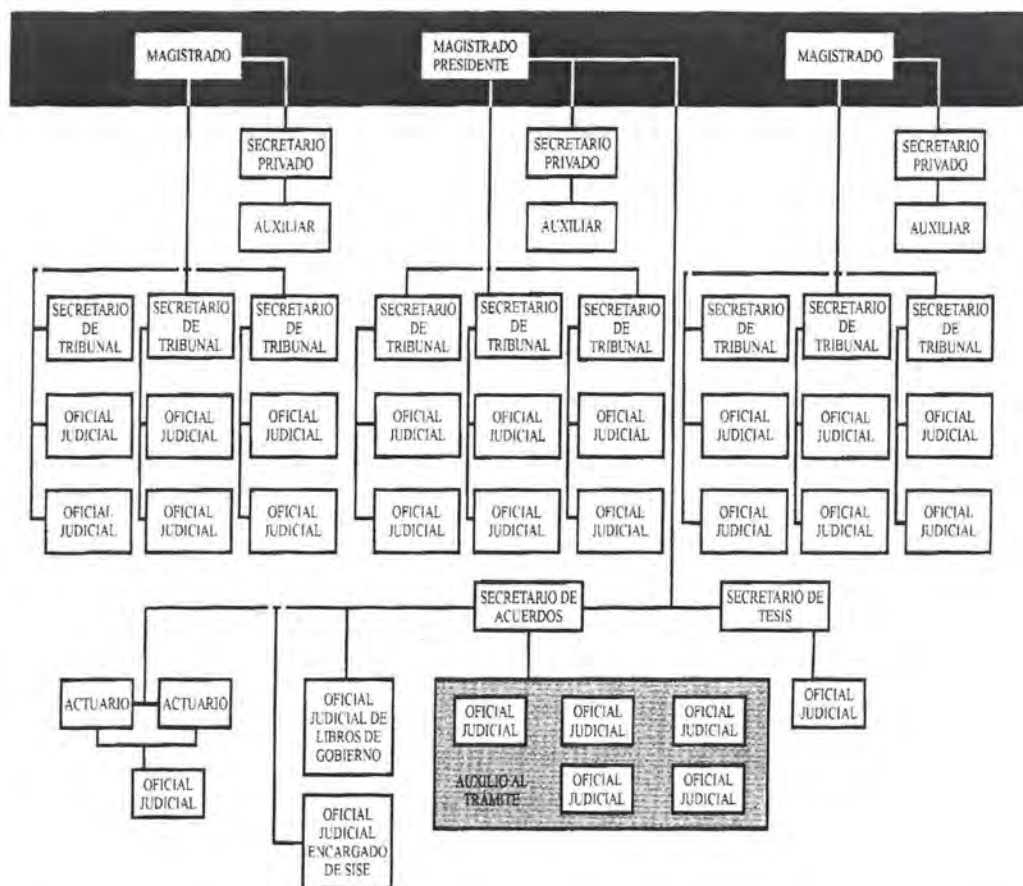 MAGISTRADO
MAGISTRADO
PRESIDENTE
MAGISTRADO
SECRETARIO
PRIVADO
SECRETARIO
PRIVADO
SECRETARIO
PRIVADO
AUXILIAR
AUXILIAR
AUXILIAR
SECRETARIO
DE
TRIBUNAL
SECRETARIO
DE
TRIBUNAL
SECRETARIO
DE
TRIBUNAL
SECRETARIO
DE
TRIBUNAL
SECRETARIO
DE
TRIBUNAL
SECRETARIO
DE
TRIBUNAL
SECRETARIO
DE
TRIBUNAL
SECRETARIO
DE
TRIBUNAL
SECRETARIO
DE
TRIBUNAL
OFICIAL
JUDICIAL
OFICIAL
JUDICIAL
OFICIAL
JUDICIAL
OFICIAL
JUDICIAL
OFICIAL
JUDICIAL
OFICIAL
JUDICIAL
OFICIAL
JUDICIAL
OFICIAL
JUDICIAL
OFICIAL
JUDICIAL
OFICIAL
JUDICIAL
OFICIAL
JUDICIAL
OFICIAL
JUDICIAL
OFICIAL
JUDICIAL
OFICIAL
JUDICIAL
OFICIAL
JUDICIAL
OFICIAL
JUDICIAL
OFICIAL
JUDICIAL
OFICIAL
JUDICIAL
SECRETARIO DE
ACUERDOS
SECRETARIO DE
TESIS
ACTUARIO
ACTUARIO
OFICIAL
JUDICIAL
OFICIAL
JUDICIAL DE
LIBROS DE
GOBIERNO
OFICIAL
JUDICIAL
ENCARGADO
DE SISE
OFICIAL
JUDICIAL
OFICIAL
JUDICIAL
OFICIAL
JUDICIAL
AUXILIO AL
TRÁMITE
OFICIAL
JUDICIAL
OFICIAL
JUDICIAL
OFICIAL
JUDICIAL